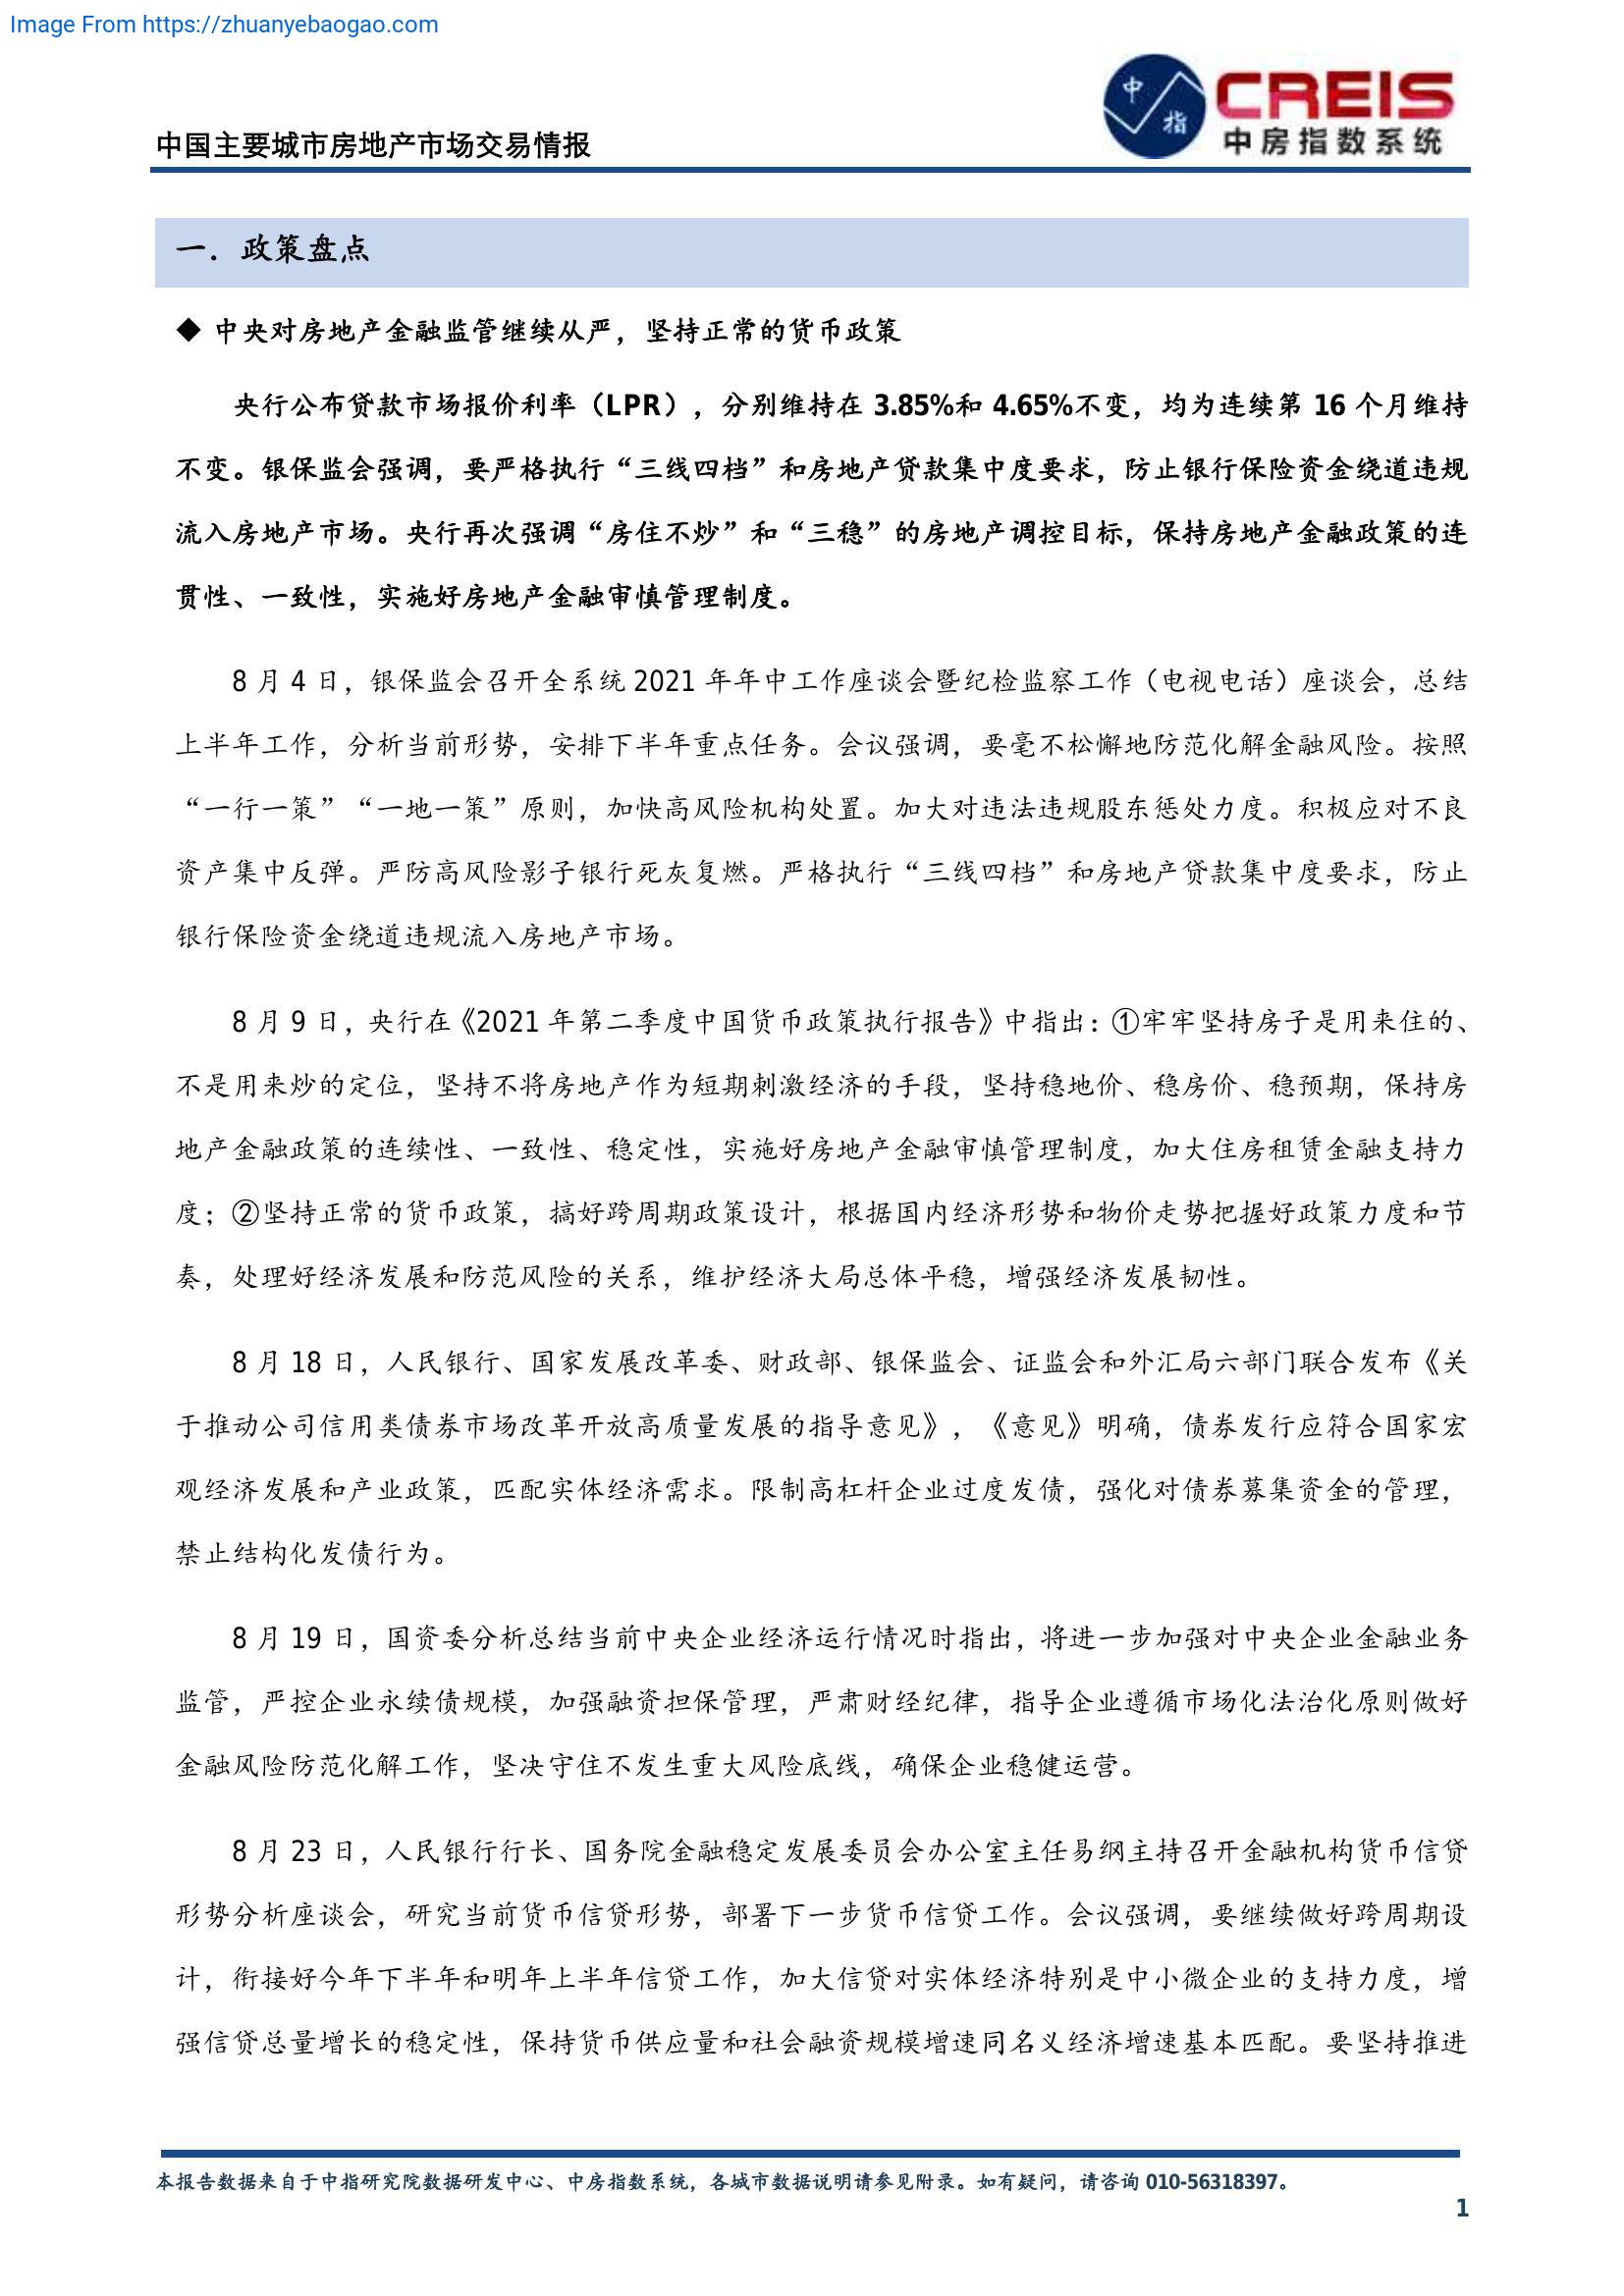 Image From https://zhuanyebaogao.com
中 指
CREIS
中房指数系统
中国主要城市房地产市场交易情报
一．政策盘点
◆ 中央对房地产金融监管继续从严，坚持正常的货币政策
央行公布贷款市场报价利率（LPR），分别维持在 3.85%和 4.65%不变，均为连续第 16 个月维持
不变。银保监会强调，要严格执行“三线四档”和房地产贷款集中度要求，防止银行保险资金绕道违规
流入房地产市场。央行再次强调“房住不炒”和“三稳”的房地产调控目标，保持房地产金融政策的连
贯性、一致性，实施好房地产金融审慎管理制度。
8 月 4 日，银保监会召开全系统 2021 年年中工作座谈会暨纪检监察工作（电视电话）座谈会，总结
上半年工作，分析当前形势，安排下半年重点任务。会议强调，要毫不松懈地防范化解金融风险。按照
“一行一策”“一地一策”原则，加快高风险机构处置。加大对违法违规股东惩处力度。积极应对不良
资产集中反弹。严防高风险影子银行死灰复燃。严格执行“三线四档”和房地产贷款集中度要求，防止
银行保险资金绕道违规流入房地产市场。
8 月 9 日，央行在《2021 年第二季度中国货币政策执行报告》中指出：①牢牢坚持房子是用来住的、
不是用来炒的定位，坚持不将房地产作为短期刺激经济的手段，坚持稳地价、稳房价、稳预期，保持房
地产金融政策的连续性、一致性、稳定性，实施好房地产金融审慎管理制度，加大住房租赁金融支持力
度；②坚持正常的货币政策，搞好跨周期政策设计，根据国内经济形势和物价走势把握好政策力度和节
奏，处理好经济发展和防范风险的关系，维护经济大局总体平稳，增强经济发展韧性。
8 月 18 日，人民银行、国家发展改革委、财政部、银保监会、证监会和外汇局六部门联合发布《关
于推动公司信用类债券市场改革开放高质量发展的指导意见》，《意见》明确，债券发行应符合国家宏
观经济发展和产业政策，匹配实体经济需求。限制高杠杆企业过度发债，强化对债券募集资金的管理，
禁止结构化发债行为。
8 月 19 日，国资委分析总结当前中央企业经济运行情况时指出，将进一步加强对中央企业金融业务
监管，严控企业永续债规模，加强融资担保管理，严肃财经纪律，指导企业遵循市场化法治化原则做好
金融风险防范化解工作，坚决守住不发生重大风险底线，确保企业稳健运营。
8 月 23 日，人民银行行长、国务院金融稳定发展委员会办公室主任易纲主持召开金融机构货币信贷
形势分析座谈会，研究当前货币信贷形势，部署下一步货币信贷工作。会议强调，要继续做好跨周期设
计，衔接好今年下半年和明年上半年信贷工作，加大信贷对实体经济特别是中小微企业的支持力度，增
强信贷总量增长的稳定性，保持货币供应量和社会融资规模增速同名义经济增速基本匹配。要坚持推进
本报告数据来自于中指研究院数据研发中心、中房指数系统，各城市数据说明请参见附录。如有疑问，请咨询 010-56318397。
1